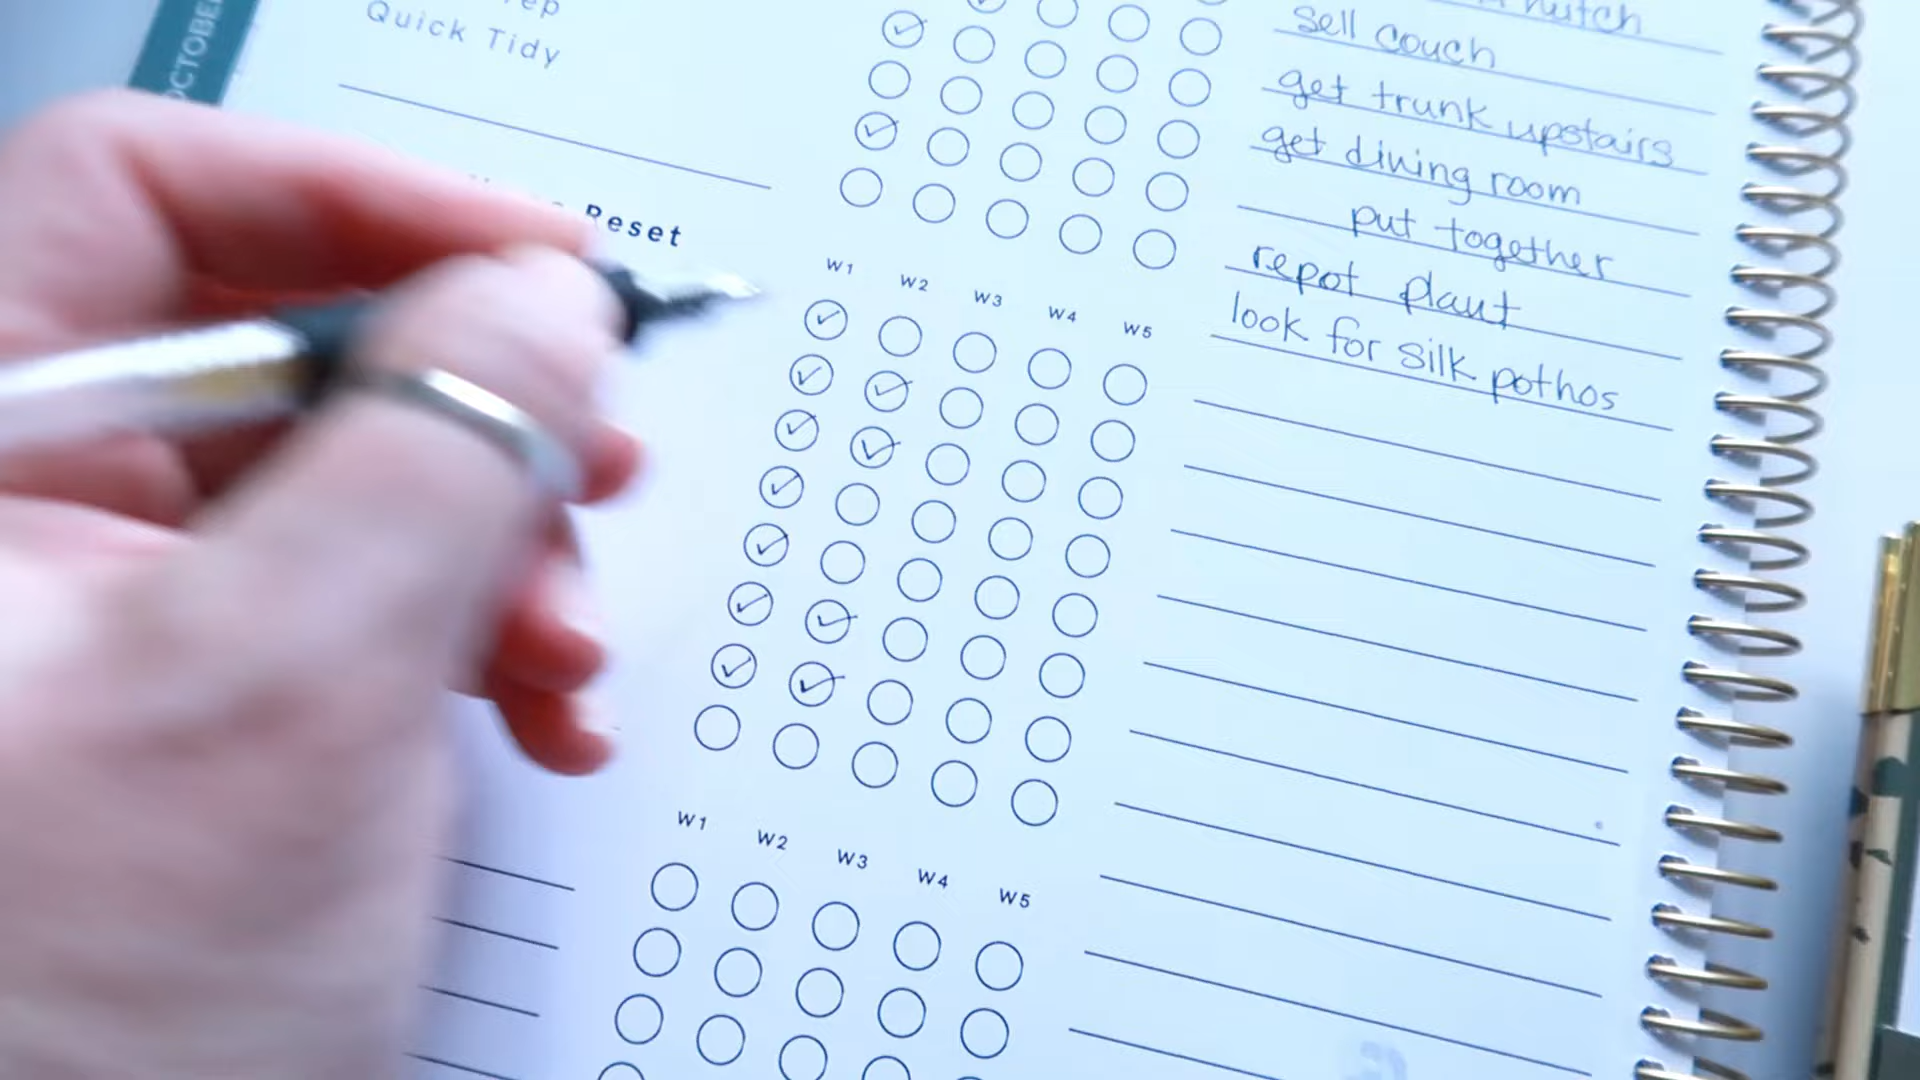 OCTOBER
Quick Tidy
Reset
W1 W2 W3 W4 W5
W1 W2 W3 W4 W5
hutch
sell couch
get trunk upstairs
get dining room
put together
repot plant
look for silk pothos